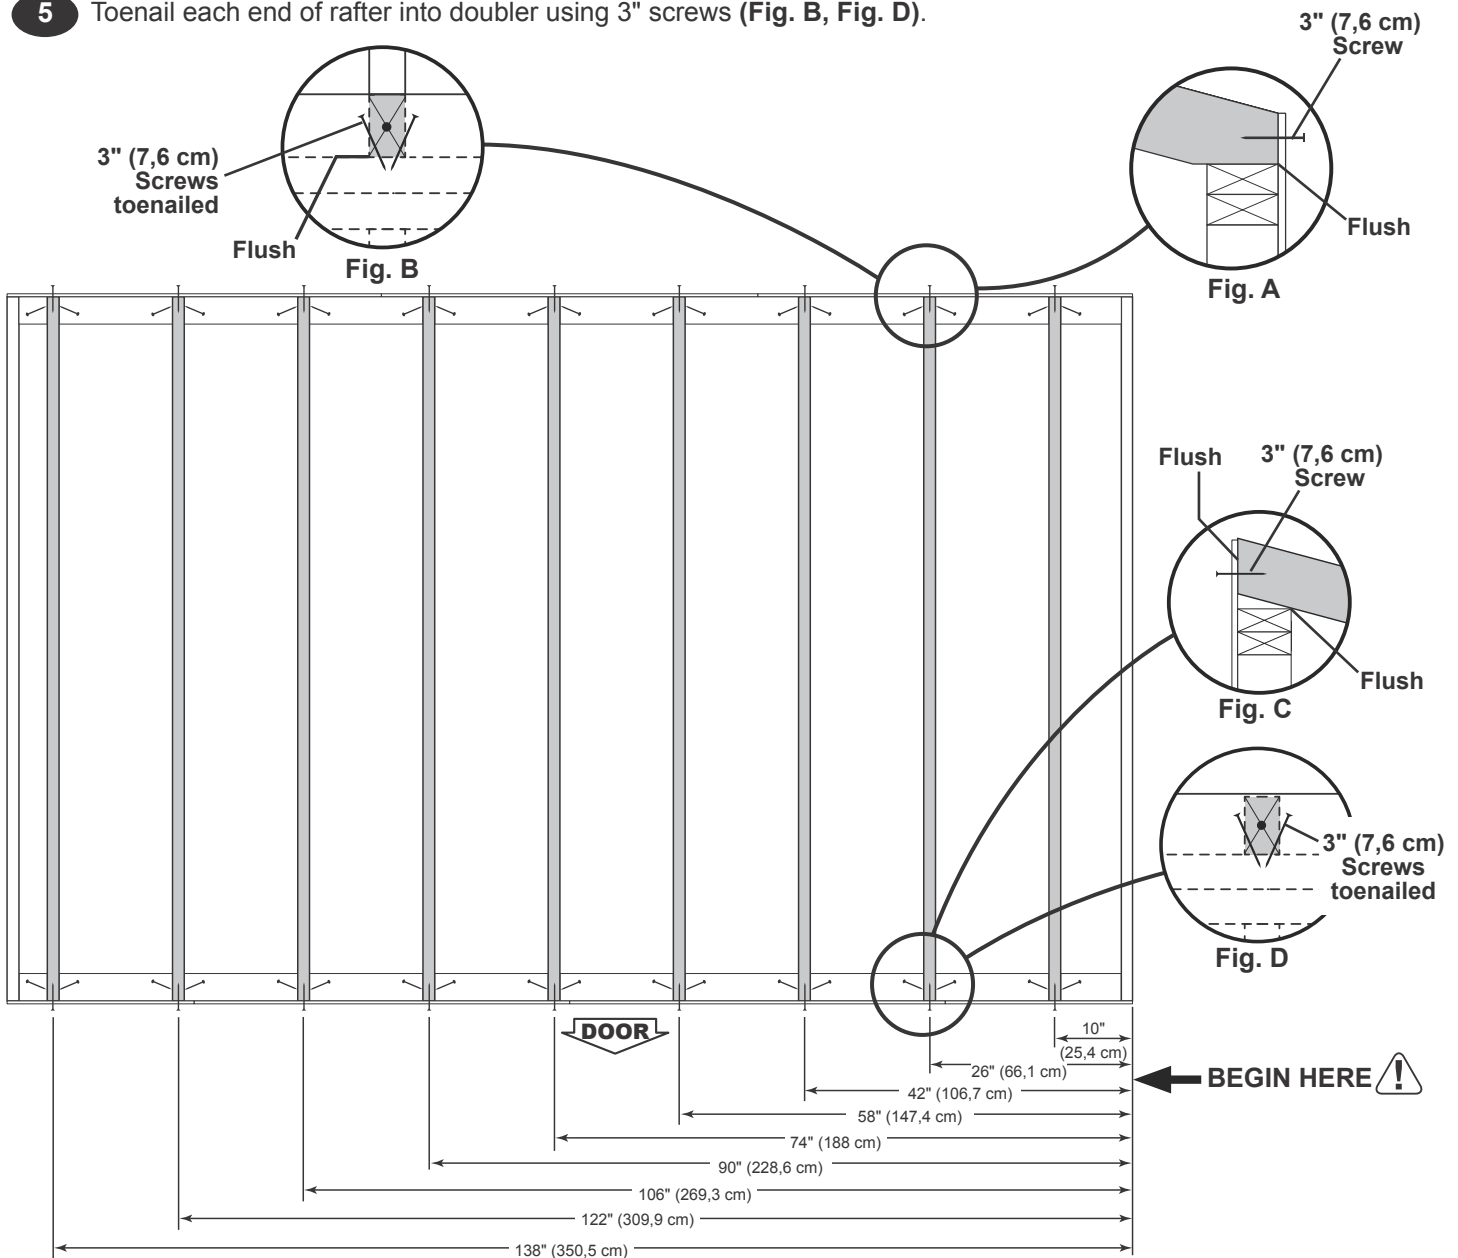 5 Toenail each end of rafter into doubler using 3" screws (Fig. B, Fig. D).
3" (7,6 cm)
Screws
toenailed
Flush
Fig. B
3" (7,6 cm)
Screw
Flush
Fig. A
Flush
3" (7,6 cm)
Screw
Flush
Fig. C
3" (7,6 cm)
Screws
toenailed
Fig. D
DOOR
10"
(25,4 cm)
26" (66,1 cm)
BEGIN HERE !
42" (106,7 cm)
58" (147,4 cm)
74" (188 cm)
90" (228,6 cm)
106" (269,3 cm)
122" (309,9 cm)
138" (350,5 cm)